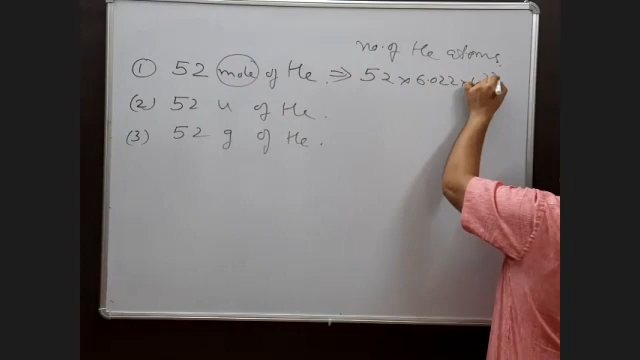 no. of He atoms.
① 52 mole of He ⇒ 52 × 6.022 ×
(2) 52 u of He.
(3) 52 g of He.